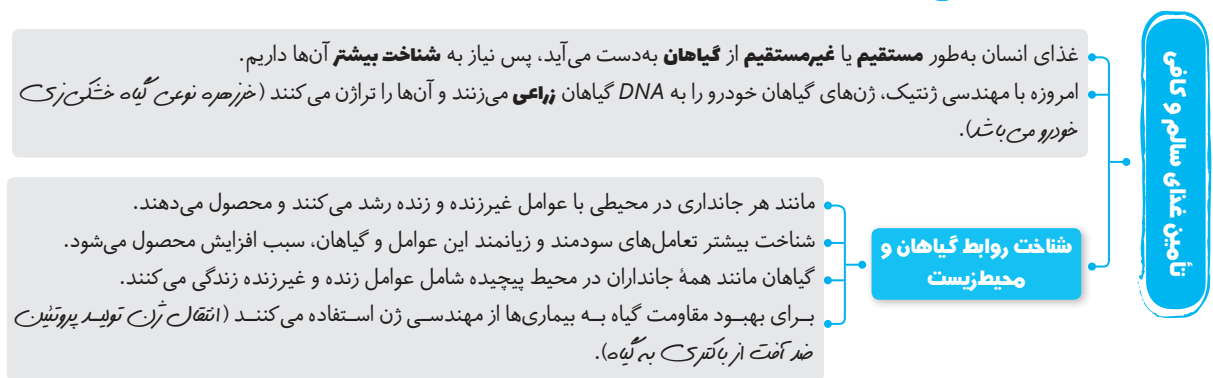 تأمین غذای سالم و کافی
غذای انسان به‌طور مستقیم یا غیرمستقیم از گیاهان به‌دست می‌آید، پس نیاز به شناخت بیشتر آن‌ها داریم.
امروزه با مهندسی ژنتیک، ژن‌های گیاهان خودرو را به DNA گیاهان زراعی می‌زنند و آن‌ها را تراژن می‌کنند (خرزهره نوعی گیاه خشکی‌زی
خودرو می‌باشد).
شناخت روابط گیاهان و
محیط‌زیست
مانند هر جانداری در محیطی با عوامل غیرزنده و زنده رشد می‌کنند و محصول می‌دهند.
شناخت بیشتر تعامل‌های سودمند و زیانمند این عوامل و گیاهان، سبب افزایش محصول می‌شود.
گیاهان مانند همهٔ جانداران در محیط پیچیده شامل عوامل زنده و غیرزنده زندگی می‌کنند.
برای بهبود مقاومت گیاه به بیماری‌ها از مهندسی ژن استفاده می‌کنند (انتقال ژن تولید پروتئین
ضد آفت از باکتری به گیاه).